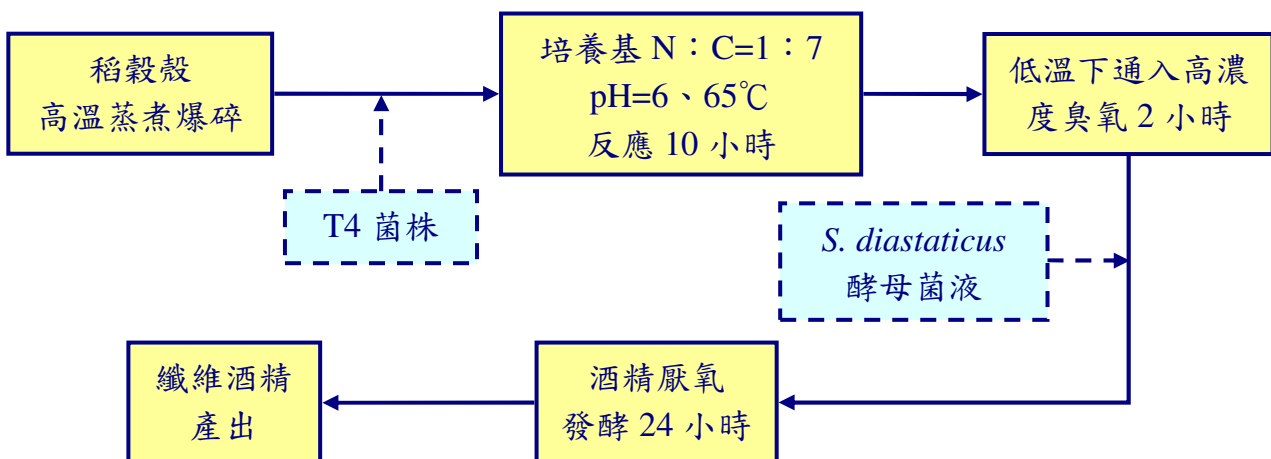 稻穀殼
高溫蒸煮爆碎
T4 菌株
培養基 N：C=1：7
pH=6、65℃
反應 10 小時
低溫下通入高濃
度臭氧 2 小時
S. diastaticus
酵母菌液
酒精厭氧
發酵 24 小時
纖維酒精
產出